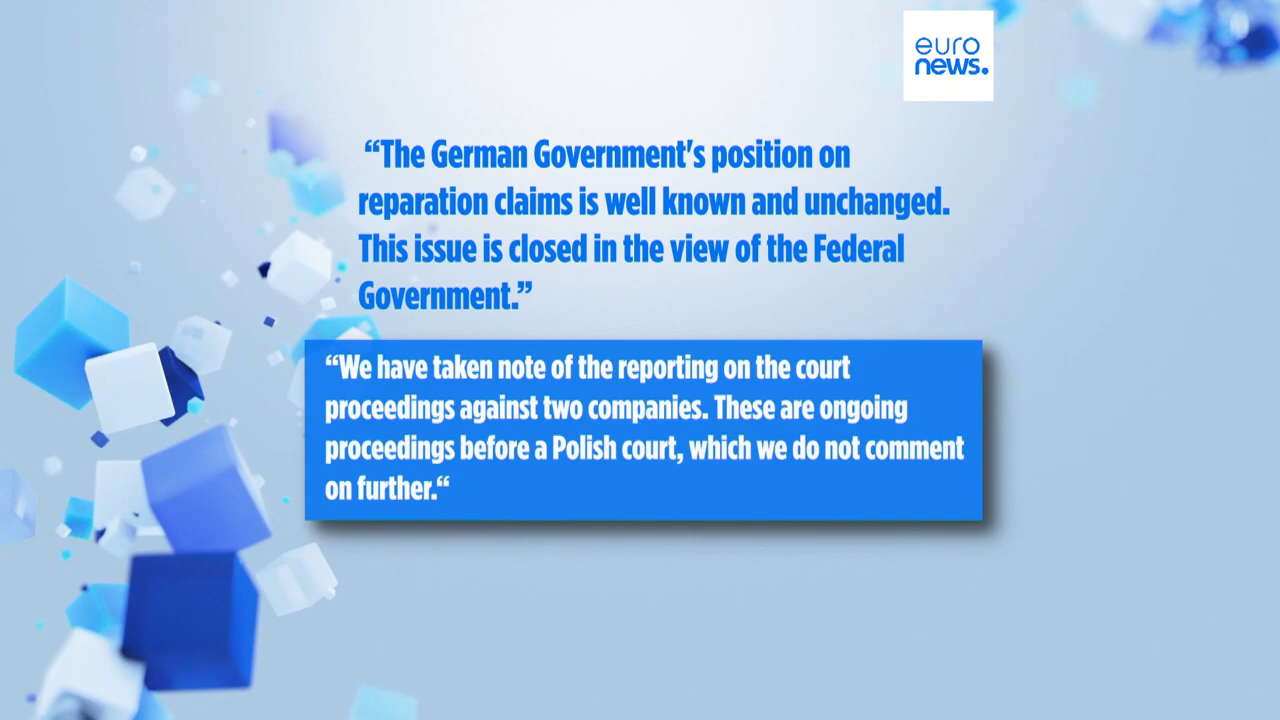 euro
news.
“The German Government's position on
reparation claims is well known and unchanged.
This issue is closed in the view of the Federal
Government.”
“We have taken note of the reporting on the court
proceedings against two companies. These are ongoing
proceedings before a Polish court, which we do not comment
on further.“